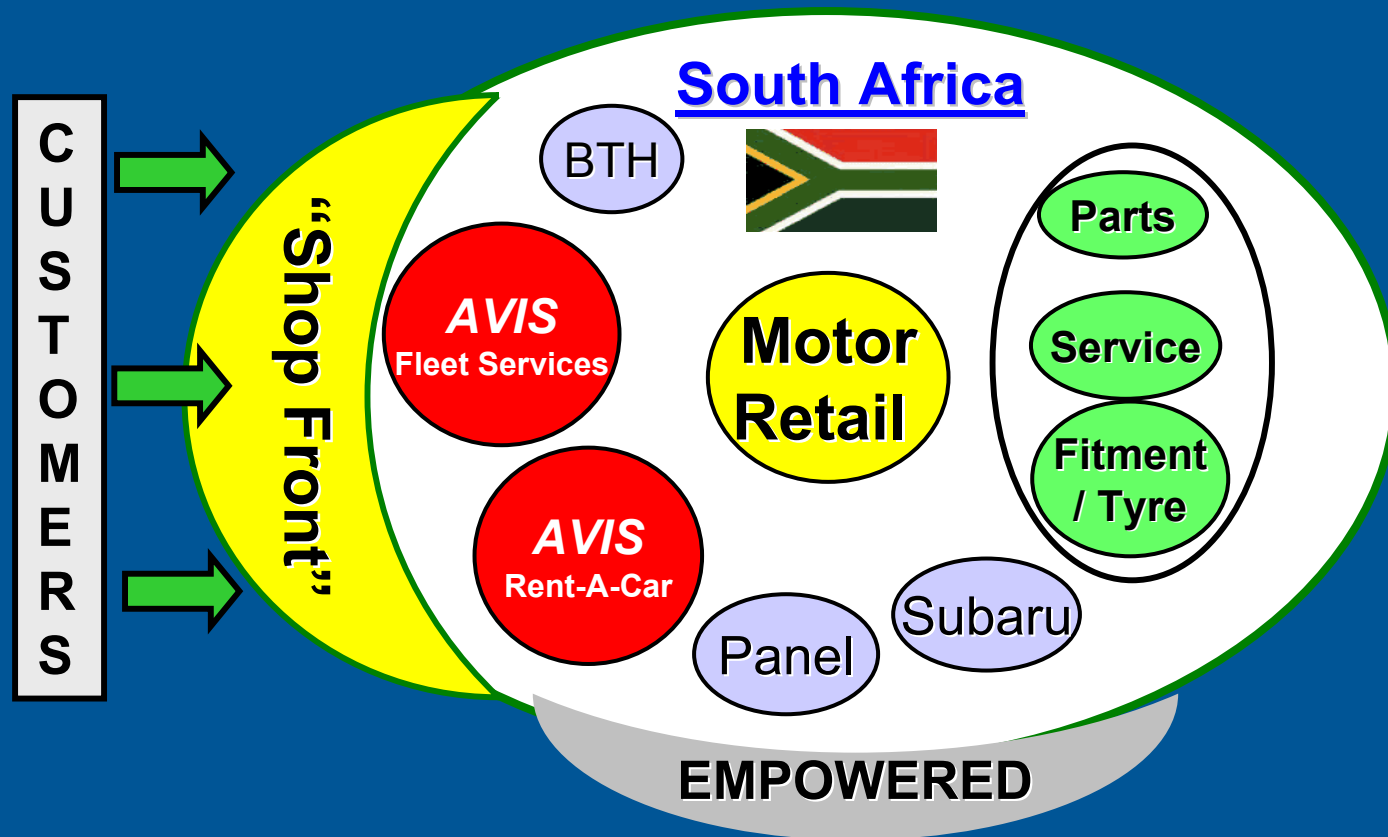 CUSTOMERS
“Shop Front”
South Africa
BTH
AVIS
Fleet Services
AVIS
Rent-A-Car
Motor
Retail
Parts
Service
Fitment
/ Tyre
Subaru
Panel
EMPOWERED